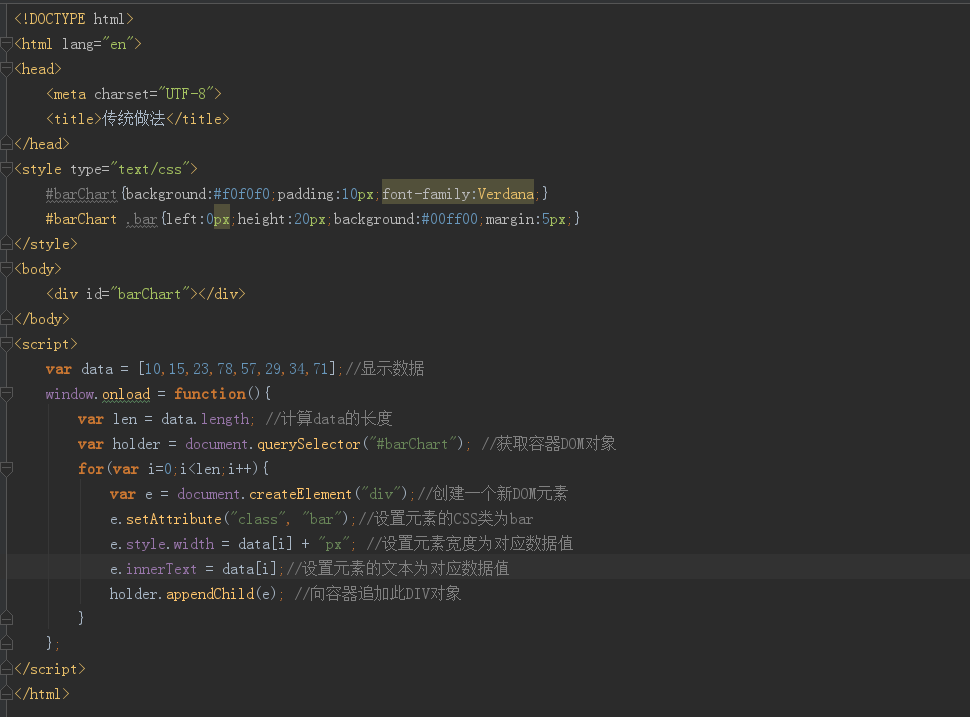 <!DOCTYPE html>
<html lang="en">
<head>
    <meta charset="UTF-8">
    <title>传统做法</title>
</head>
<style type="text/css">
    #barChart{background:#f0f0f0;padding:10px;font-family:Verdana;}
    #barChart .bar{left:0px;height:20px;background:#00ff00;margin:5px;}
</style>
<body>
    <div id="barChart"></div>
</body>
<script>
    var data = [10,15,23,78,57,29,34,71];//显示数据
    window.onload = function(){
        var len = data.length; //计算data的长度
        var holder = document.querySelector("#barChart"); //获取容器DOM对象
        for(var i=0;i<len;i++){
            var e = document.createElement("div");//创建一个新DOM元素
            e.setAttribute("class", "bar");//设置元素的CSS类为bar
            e.style.width = data[i] + "px"; //设置元素宽度为对应数据值
            e.innerText = data[i];//设置元素的文本为对应数据值
            holder.appendChild(e); //向容器追加此DIV对象
        }
    };
</script>
</html>